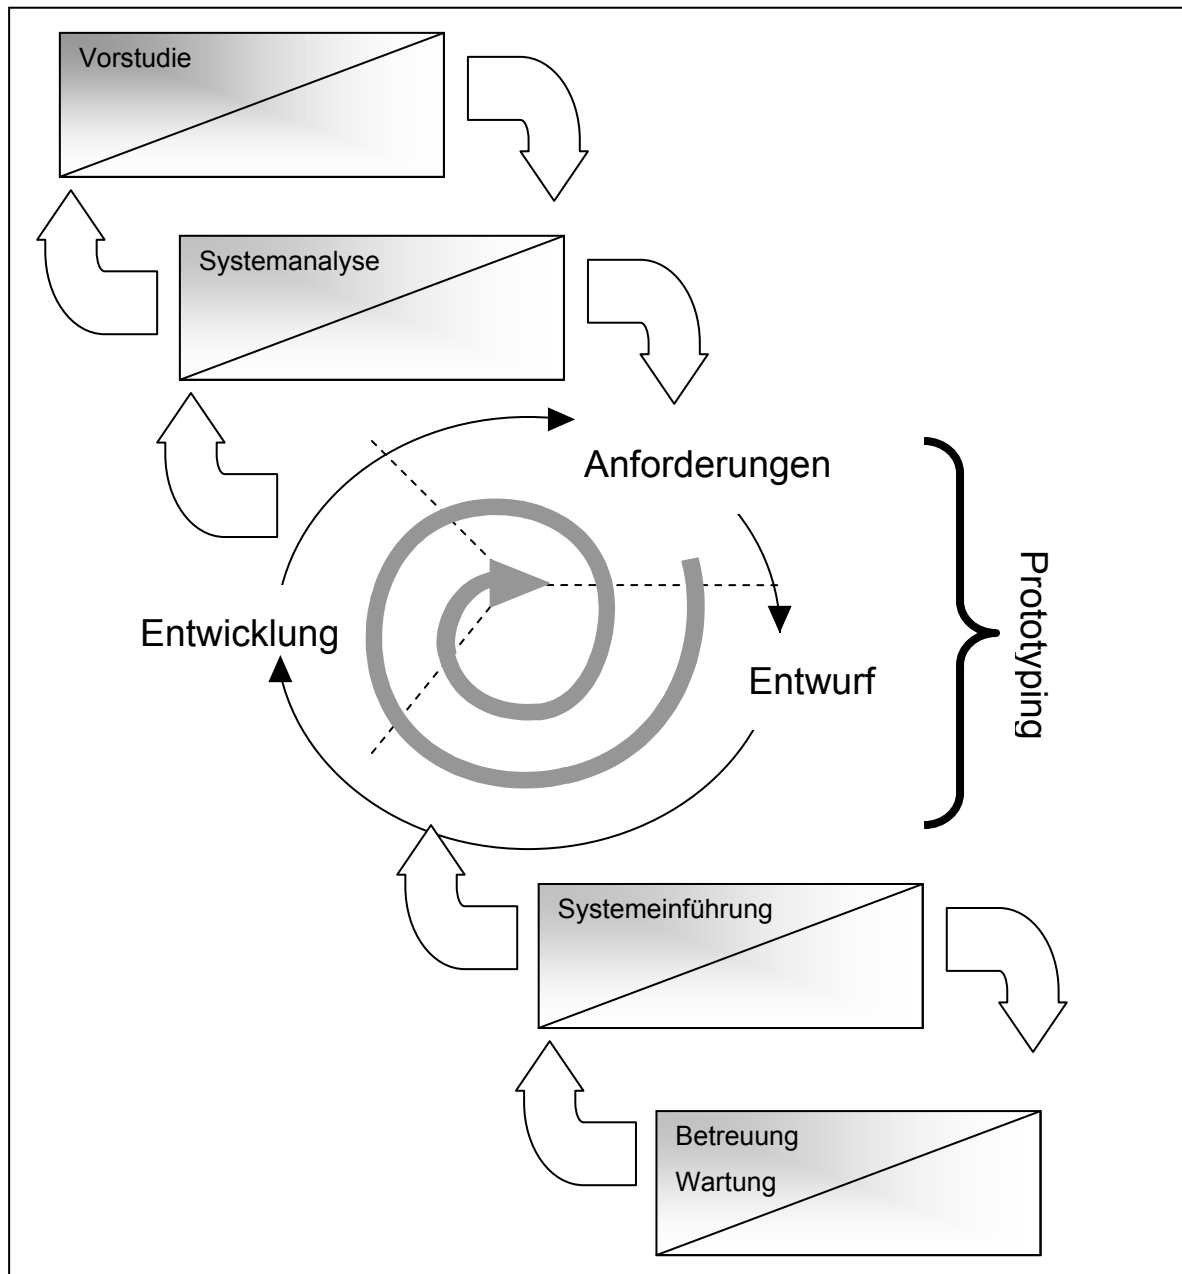 Vorstudie
Systemanalyse
Anforderungen
Entwicklung
Entwurf
Prototyping
Systemeinführung
Betreuung
Wartung